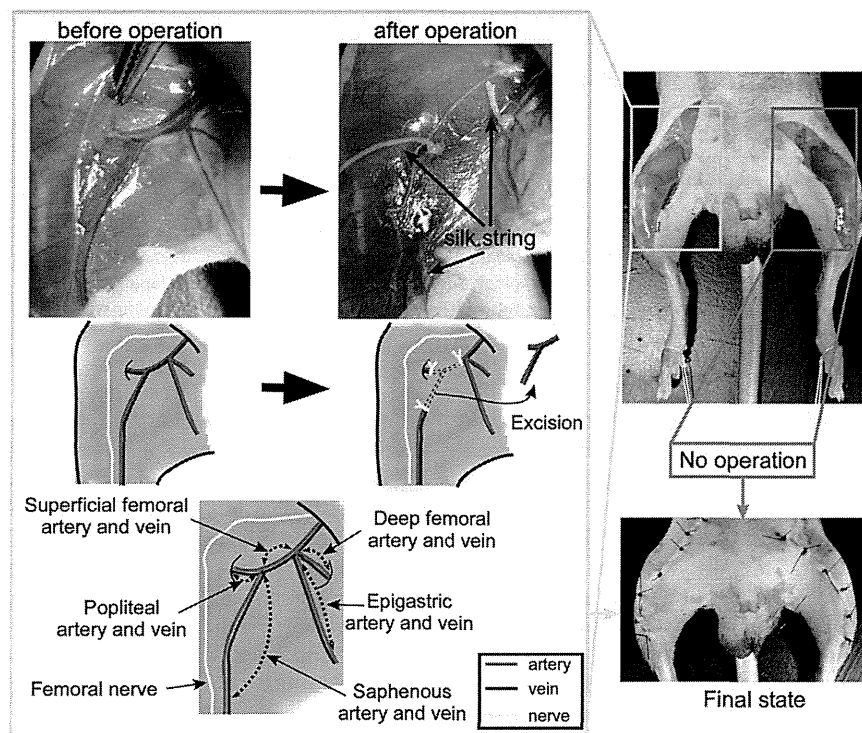 before operation
after operation
silk string
Excision
Superficial femoral
artery and vein
Deep femoral
artery and vein
Popliteal
artery and vein
Epigastric
artery and vein
Femoral nerve
Saphenous
artery and vein
artery
vein
nerve
No operation
Final state